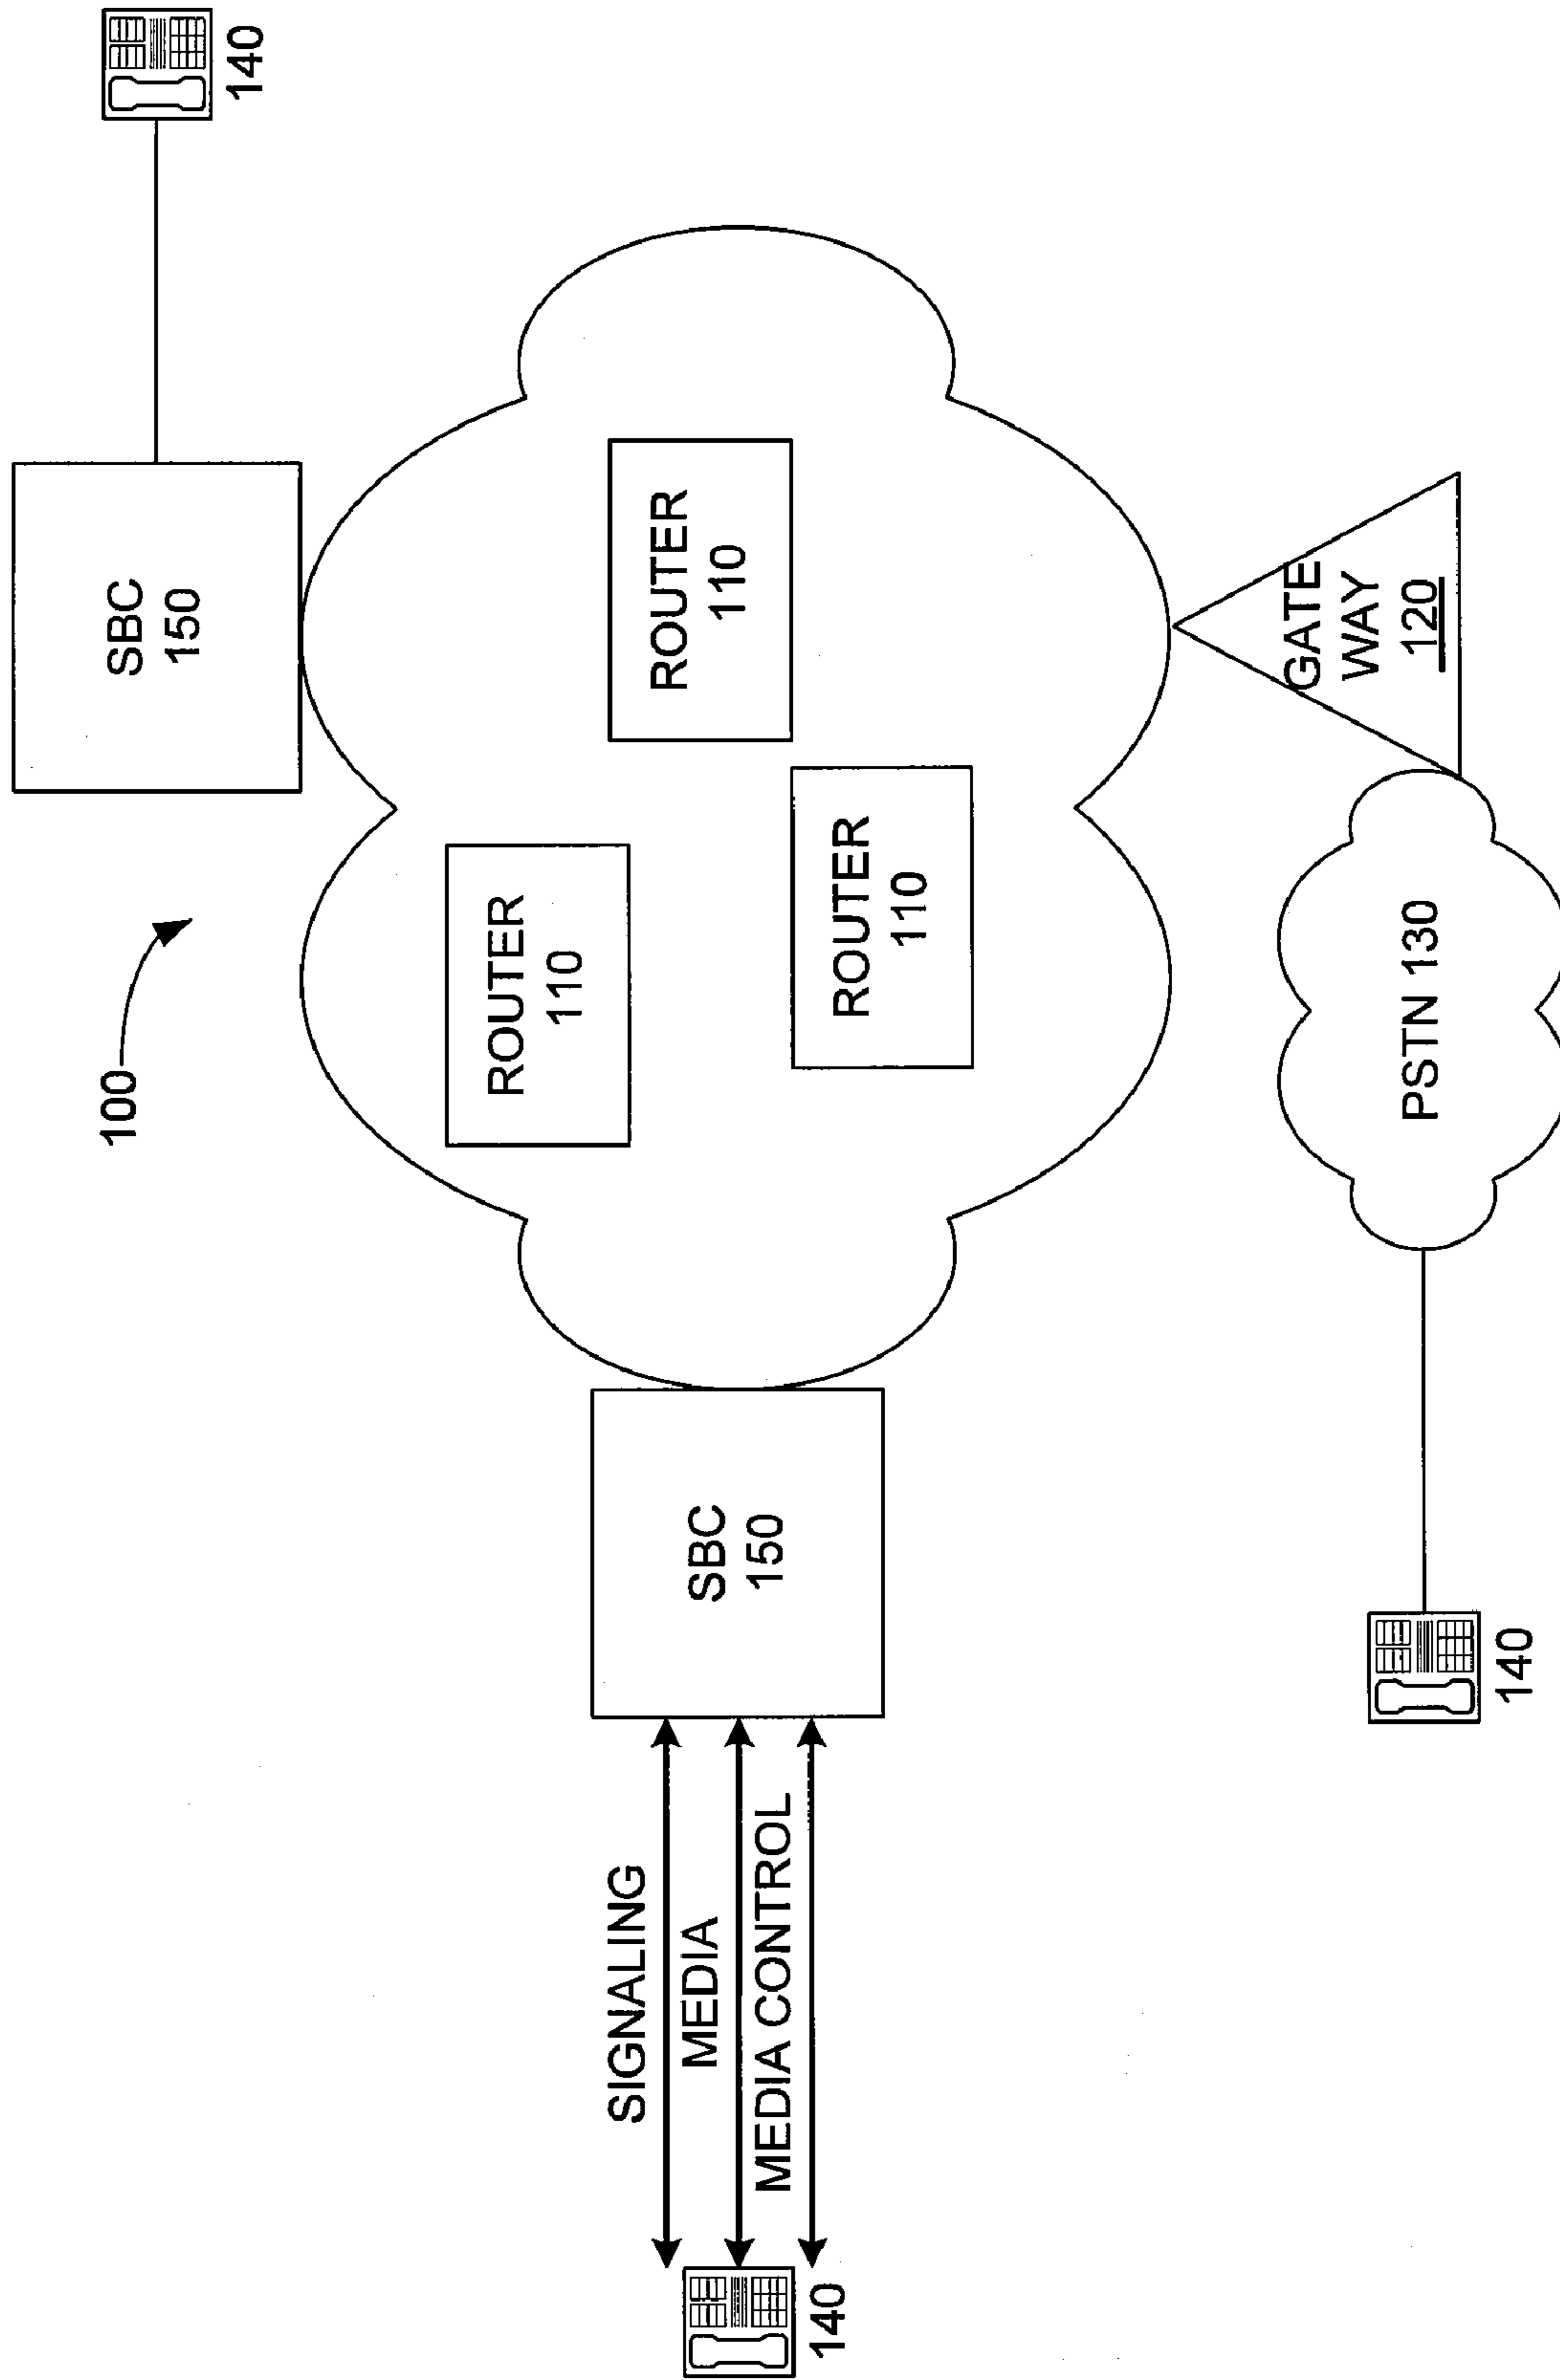 100
SBC
150
140
ROUTER
110
ROUTER
110
SIGNALING
MEDIA
MEDIA CONTROL
140
SBC
150
ROUTER
110
GATE
WAY
120
PSTN 130
140